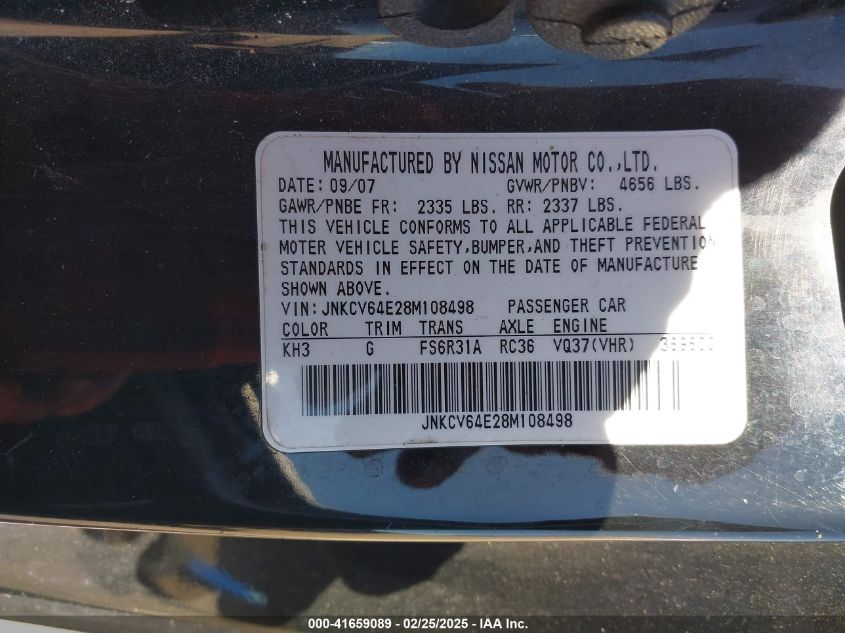 MANUFACTURED BY NISSAN MOTOR CO.,LTD.
DATE: 09/07 GVWR/PNBV: 4656 LBS.
GAWR/PNBE FR: 2335 LBS. RR: 2337 LBS.
THIS VEHICLE CONFORMS TO ALL APPLICABLE FEDERAL
MOTER VEHICLE SAFETY,BUMPER,AND THEFT PREVENTION
STANDARDS IN EFFECT ON THE DATE OF MANUFACTURE
SHOWN ABOVE.
VIN: JNKCV64E28M108498 PASSENGER CAR
COLOR TRIM TRANS AXLE ENGINE
KH3 G FS6R31A RC36 VQ37(VHR)
JNKCV64E28M108498
000-41659089 - 02/25/2025 - IAA Inc.